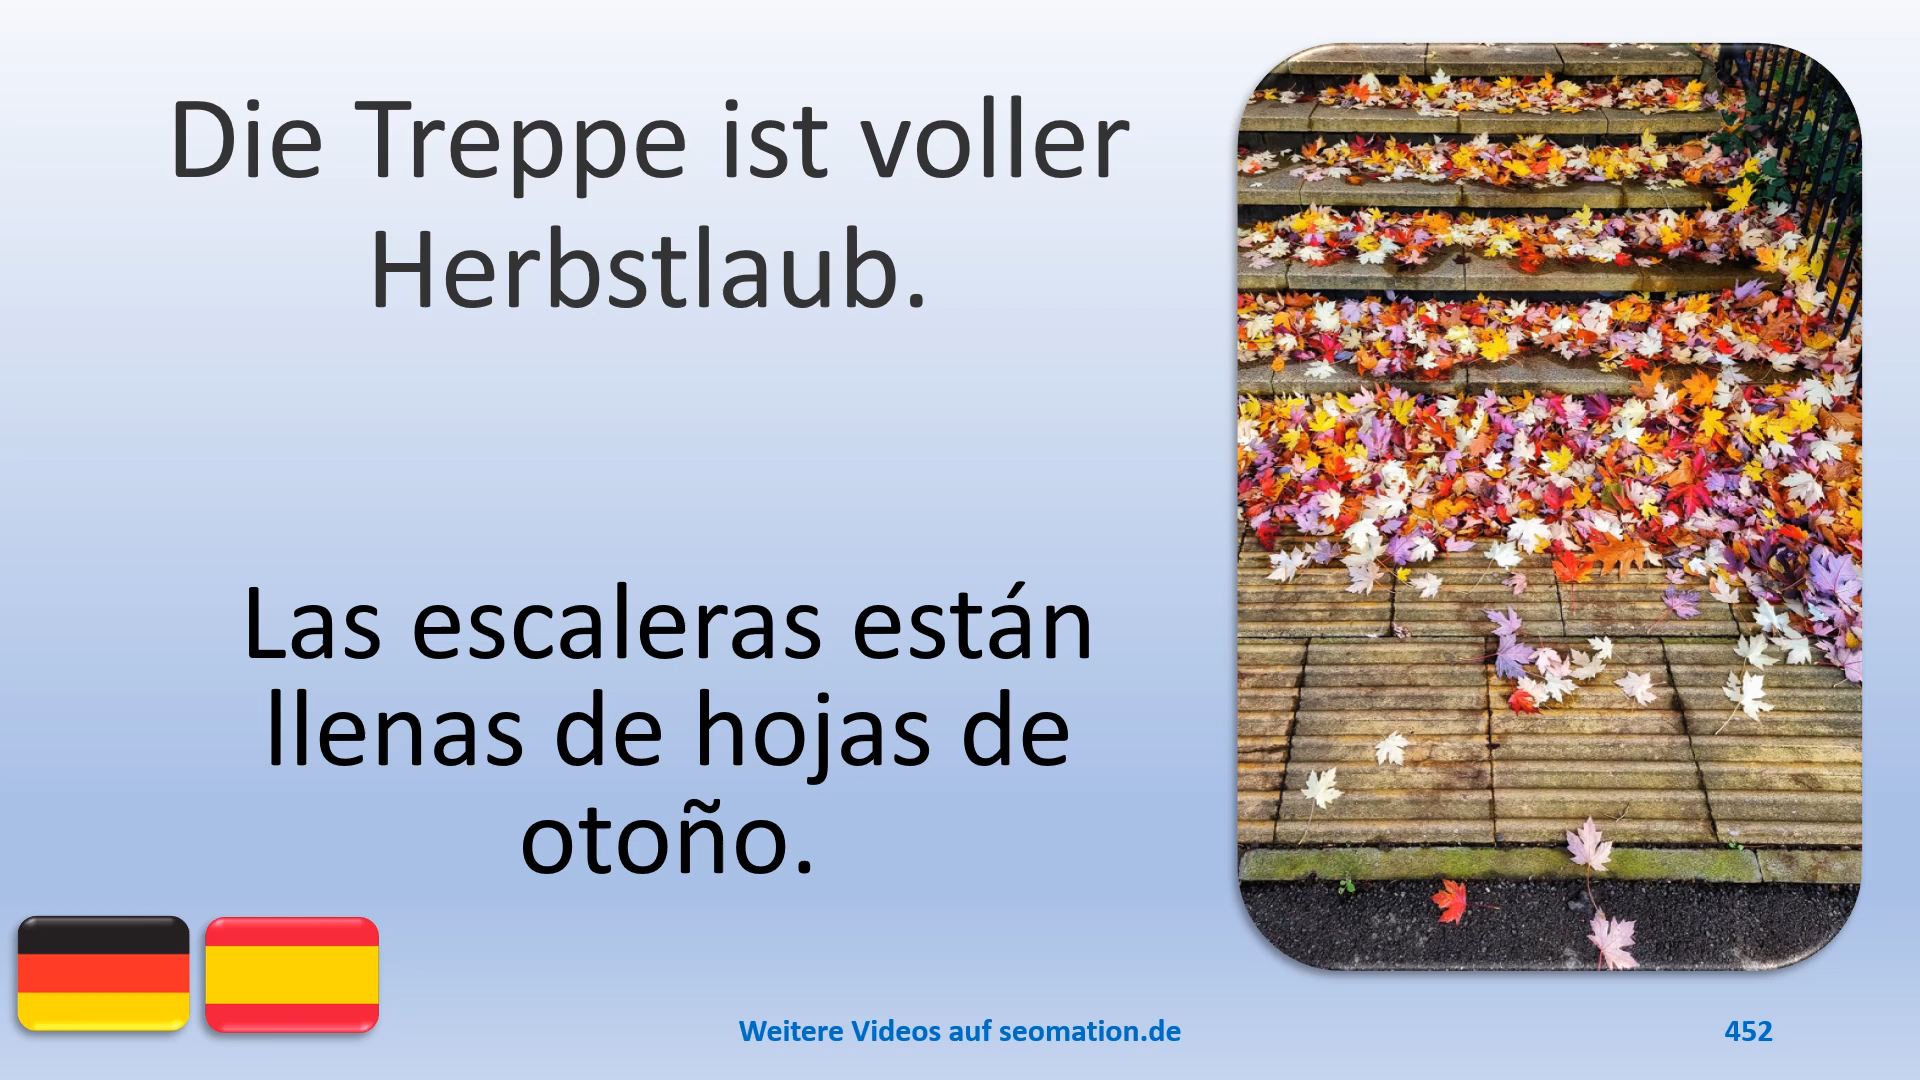 Die Treppe ist voller
Herbstlaub.
Las escaleras están
llenas de hojas de
otoño.
Weitere Videos auf seomation.de
452